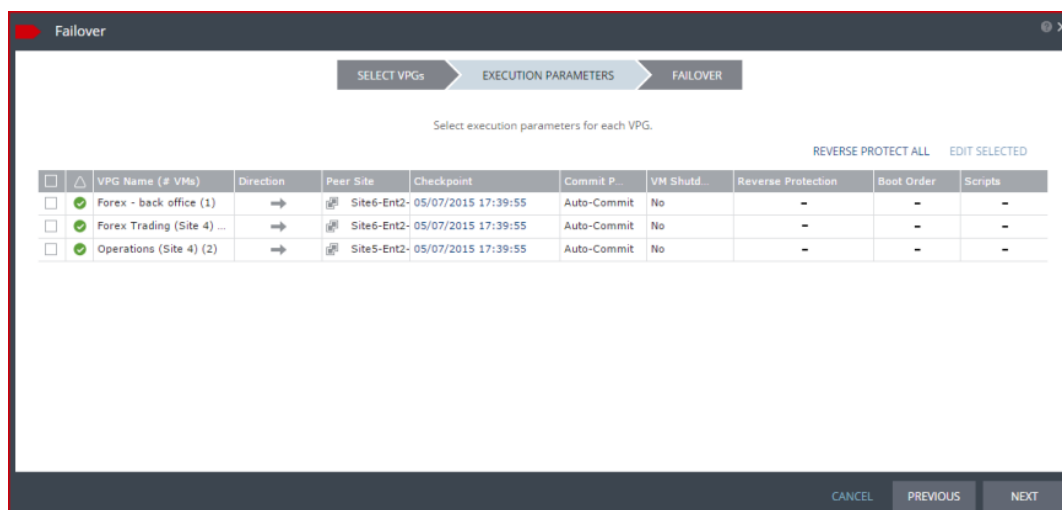 Failover
SELECT VPGs EXECUTION PARAMETERS FAILOVER
Select execution parameters for each VPG.
REVERSE PROTECT ALL EDIT SELECTED
VPG Name (# VMs) Direction Peer Site Checkpoint Commit P... VM Shutd... Reverse Protection Boot Order Scripts
Forex - back office (1) Site6-Ent2- 05/07/2015 17:39:55 Auto-Commit No - - -
Forex Trading (Site 4) ... Site6-Ent2- 05/07/2015 17:39:55 Auto-Commit No - - -
Operations (Site 4) (2) Site5-Ent2- 05/07/2015 17:39:55 Auto-Commit No - - -
CANCEL PREVIOUS NEXT